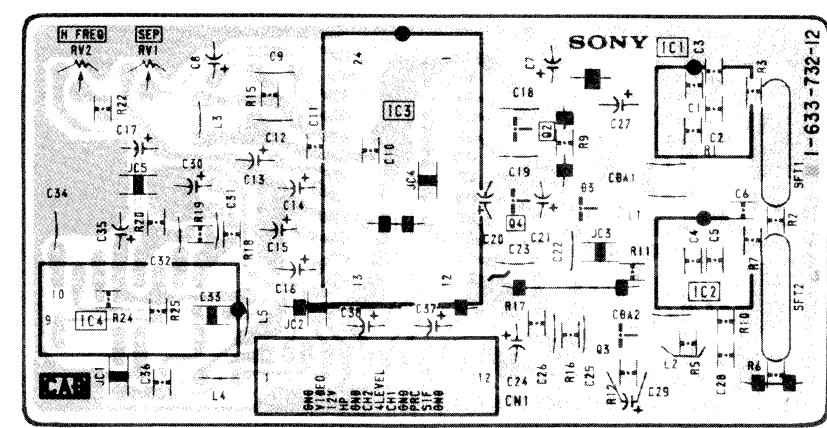 H FREQ
RV2
SEP
RV1
C8
C9
24
1
SONY
C7
IC1
C3
R3
R22
R15
L3
IC3
C18
C27
C1
C2
R1
1-633-732-12
C17
C12
C11
C10
Q2
R9
JC5
C30
C13
JC4
C19
CBA1
SFT1
C34
C31
C14
D3
C6
R20
R19
Q4
L1
R2
C35
R18
C15
C20
C21
C22
JC3
C4
C5
C32
C23
R11
R7
10
C16
13
12
IC2
9
IC4
R24
R25
C33
L5
JC2
C38
C37
R17
CBA2
R10
SFT2
Q3
JC1
C36
L4
1
12
C24
C26
R16
C25
R12
C29
L2
R5
C28
R6
GND
VIDEO
12V
HP
GND
CH2
4LEVEL
CH1
GND
PRC
SIF
GND
CN1